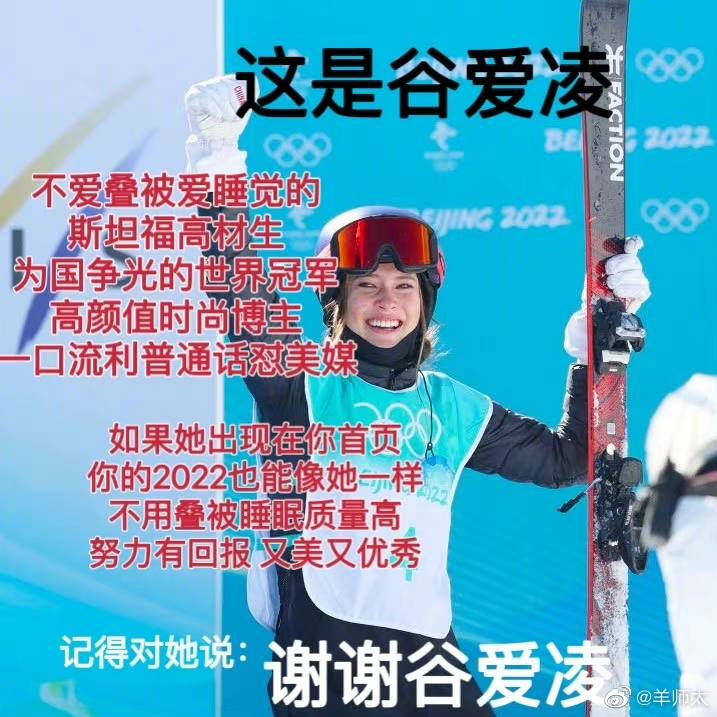 这是谷爱凌
CHINA
FACTION
BEIJING 2022
BEIJING 2022
不爱叠被爱睡觉的
斯坦福高材生
为国争光的世界冠军
高颜值时尚博主
一口流利普通话怼美媒
如果她出现在你首页
你的2022也能像她一样
不用叠被睡眠质量高
努力有回报 又美又优秀
记得对她说：
谢谢谷爱凌
@羊师太